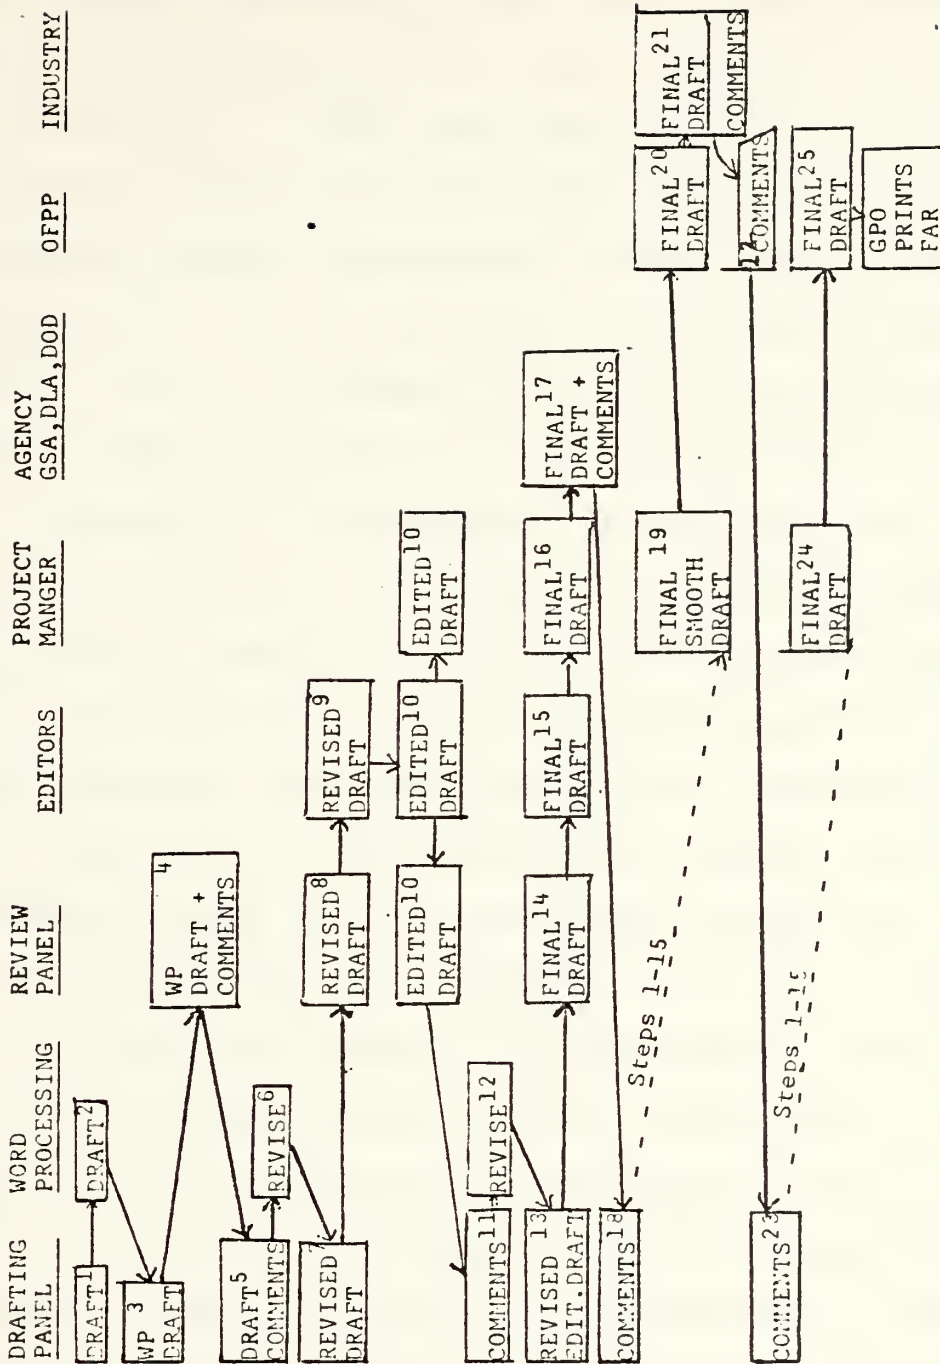 DRAFTING
PANEL
WORD
PROCESSING
REVIEW
PANEL
EDITORS
PROJECT
MANGER
AGENCY
GSA,DLA,DOD
OFPP
INDUSTRY
DRAFT1
DRAFT2
WP 3
DRAFT
4
WP
DRAFT +
COMMENTS
DRAFT5
COMMENTS
REVISE6
REVISED7
DRAFT
REVISED8
DRAFT
REVISED9
DRAFT
EDITED10
DRAFT
EDITED10
DRAFT
EDITED10
DRAFT
COMMENTS11
REVISE12
REVISED 13
EDIT.DRAFT
FINAL14
DRAFT
FINAL15
DRAFT
FINAL16
DRAFT
FINAL17
DRAFT +
COMMENTS
COMMENTS18
Steps 1-15
FINAL 19
SMOOTH
DRAFT
FINAL20
DRAFT
FINAL21
DRAFT
COMMENTS
COMMENTS
COMMENTS23
Steps 1-15
FINAL24
DRAFT
FINAL25
DRAFT
GPO
PRINTS
FAR